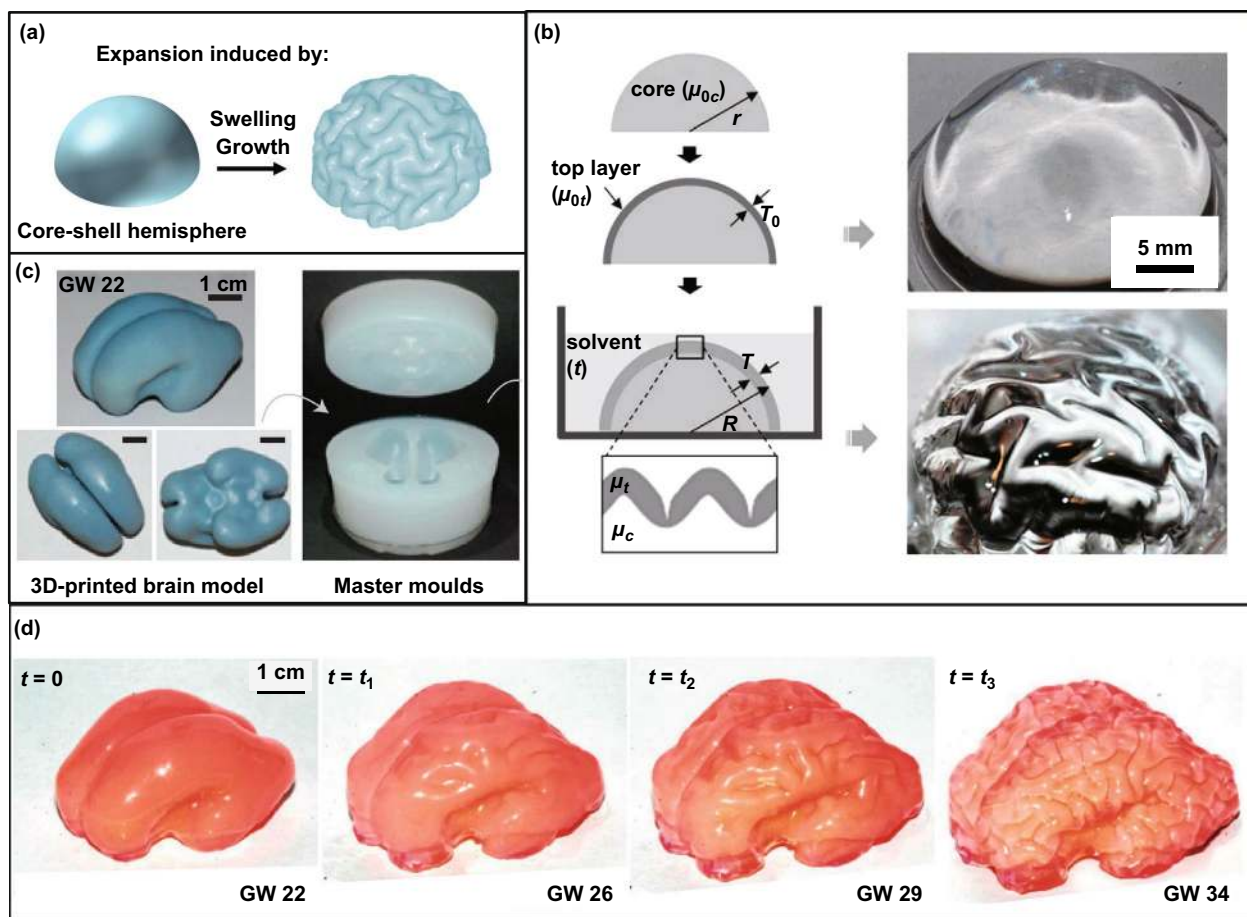 (a)
Expansion induced by:
Swelling
Growth
Core-shell hemisphere
(b)
core (μ0c)
r
top layer
(μ0t)
T0
5 mm
solvent
(t)
T
R
μt
μc
(c)
GW 22
1 cm
3D-printed brain model
Master moulds
(d)
t = 0
1 cm
t = t1
t = t2
t = t3
GW 22
GW 26
GW 29
GW 34